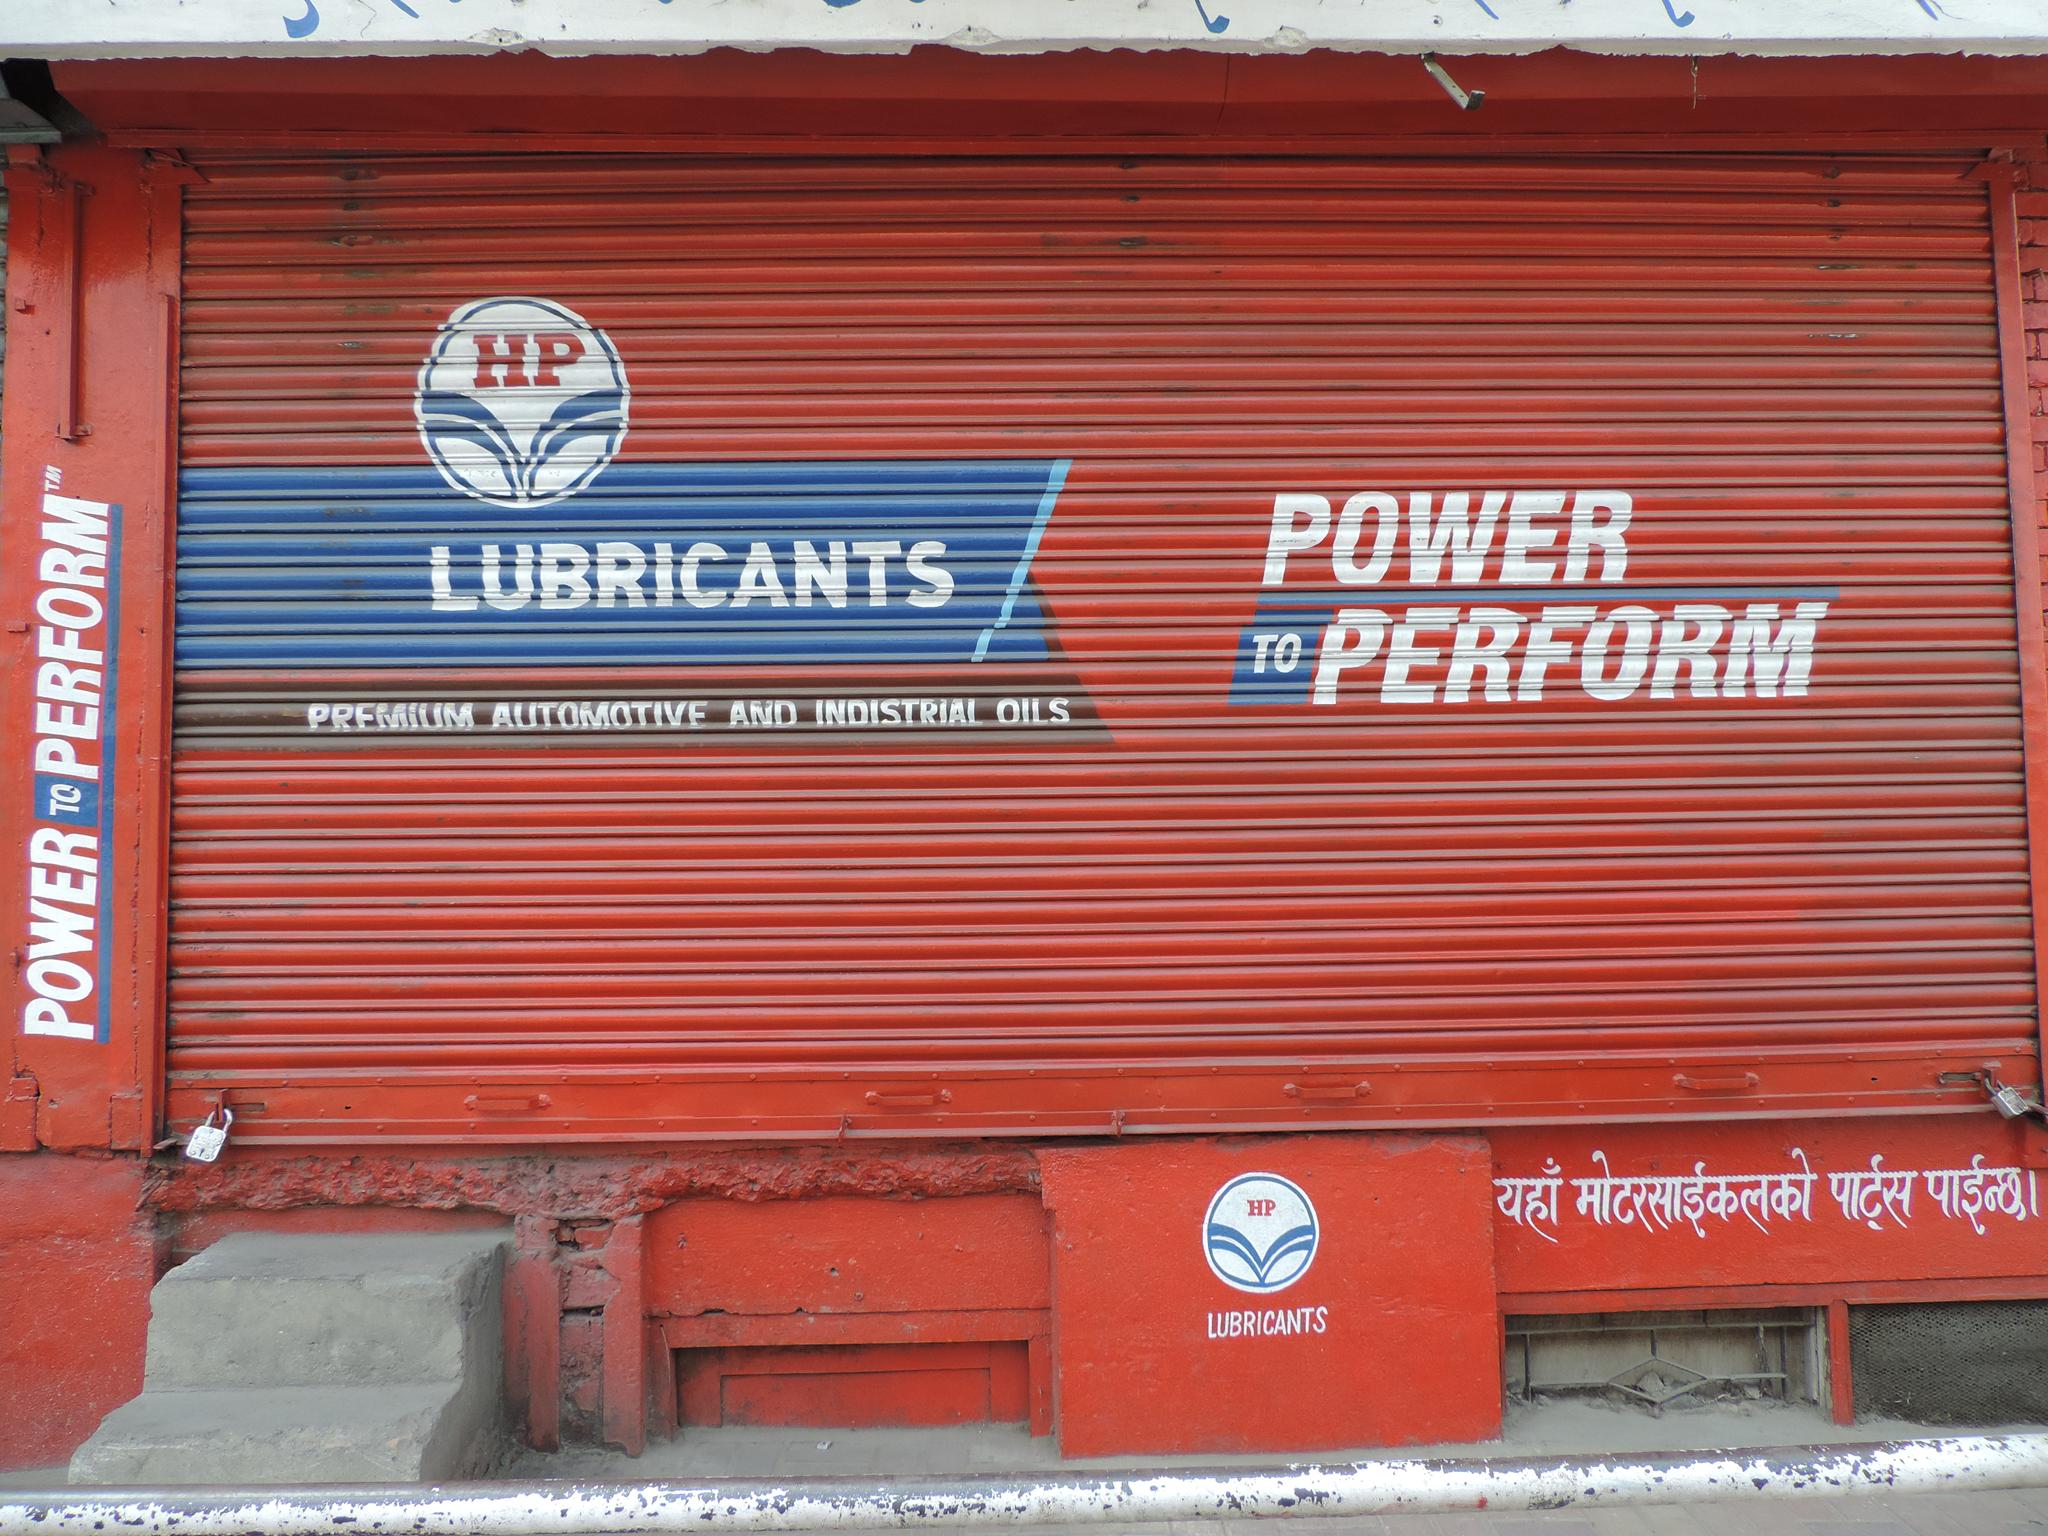 POWER TO PERFORM™
HP
LUBRICANTS
PREMIUM AUTOMOTIVE AND INDISTRIAL OILS
POWER
TO PERFORM
HP
LUBRICANTS
यहाँ मोटरसाईकलको पार्ट्स पाईन्छ।